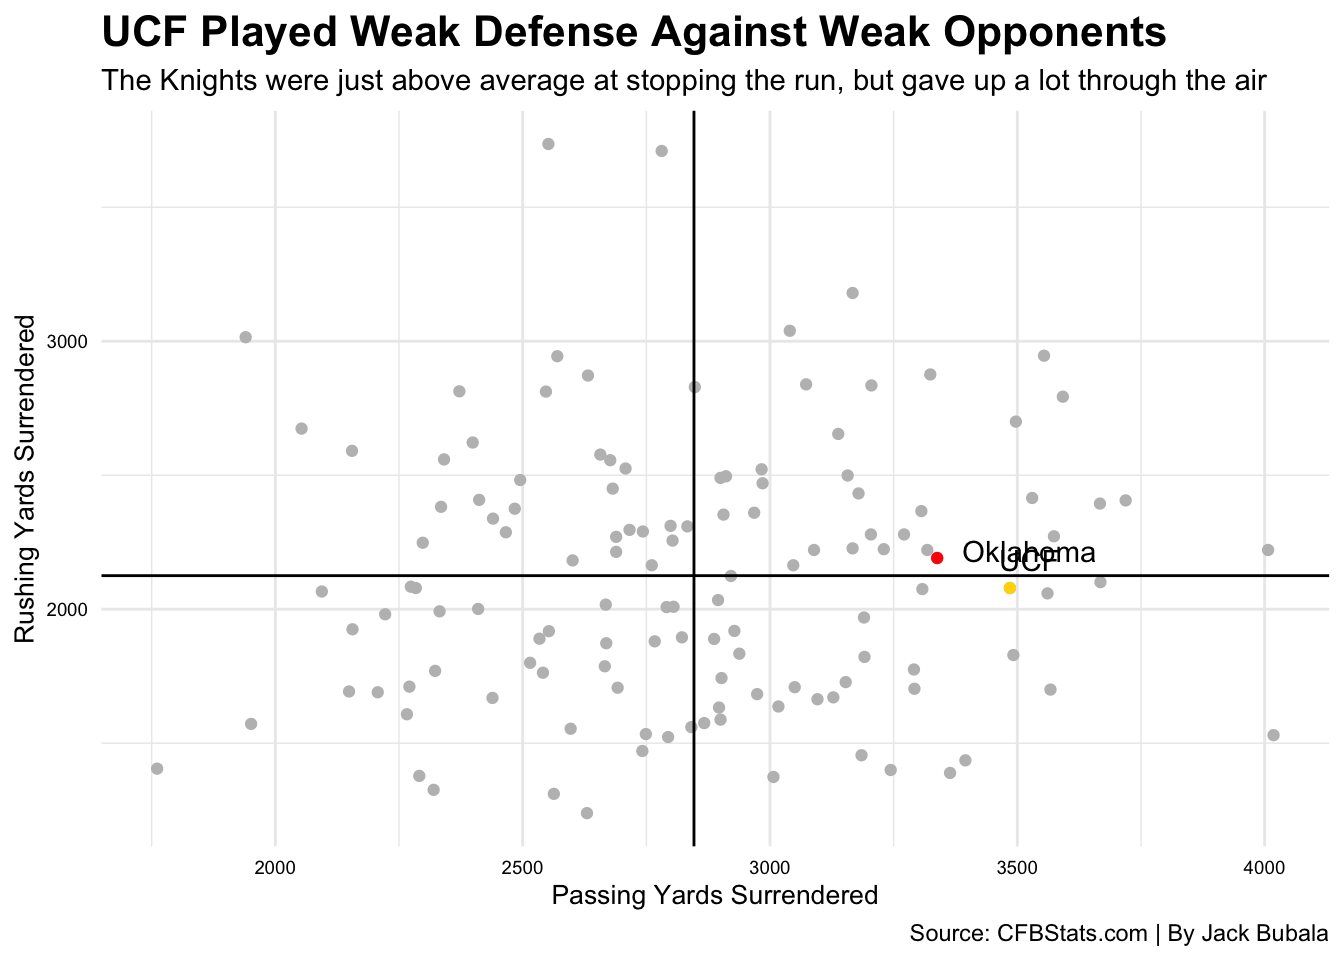 UCF Played Weak Defense Against Weak Opponents
The Knights were just above average at stopping the run, but gave up a lot through the air
Rushing Yards Surrendered
3000
2000
Oklahoma
UCF
2000
2500
3000
3500
4000
Passing Yards Surrendered
Source: CFBStats.com | By Jack Bubala